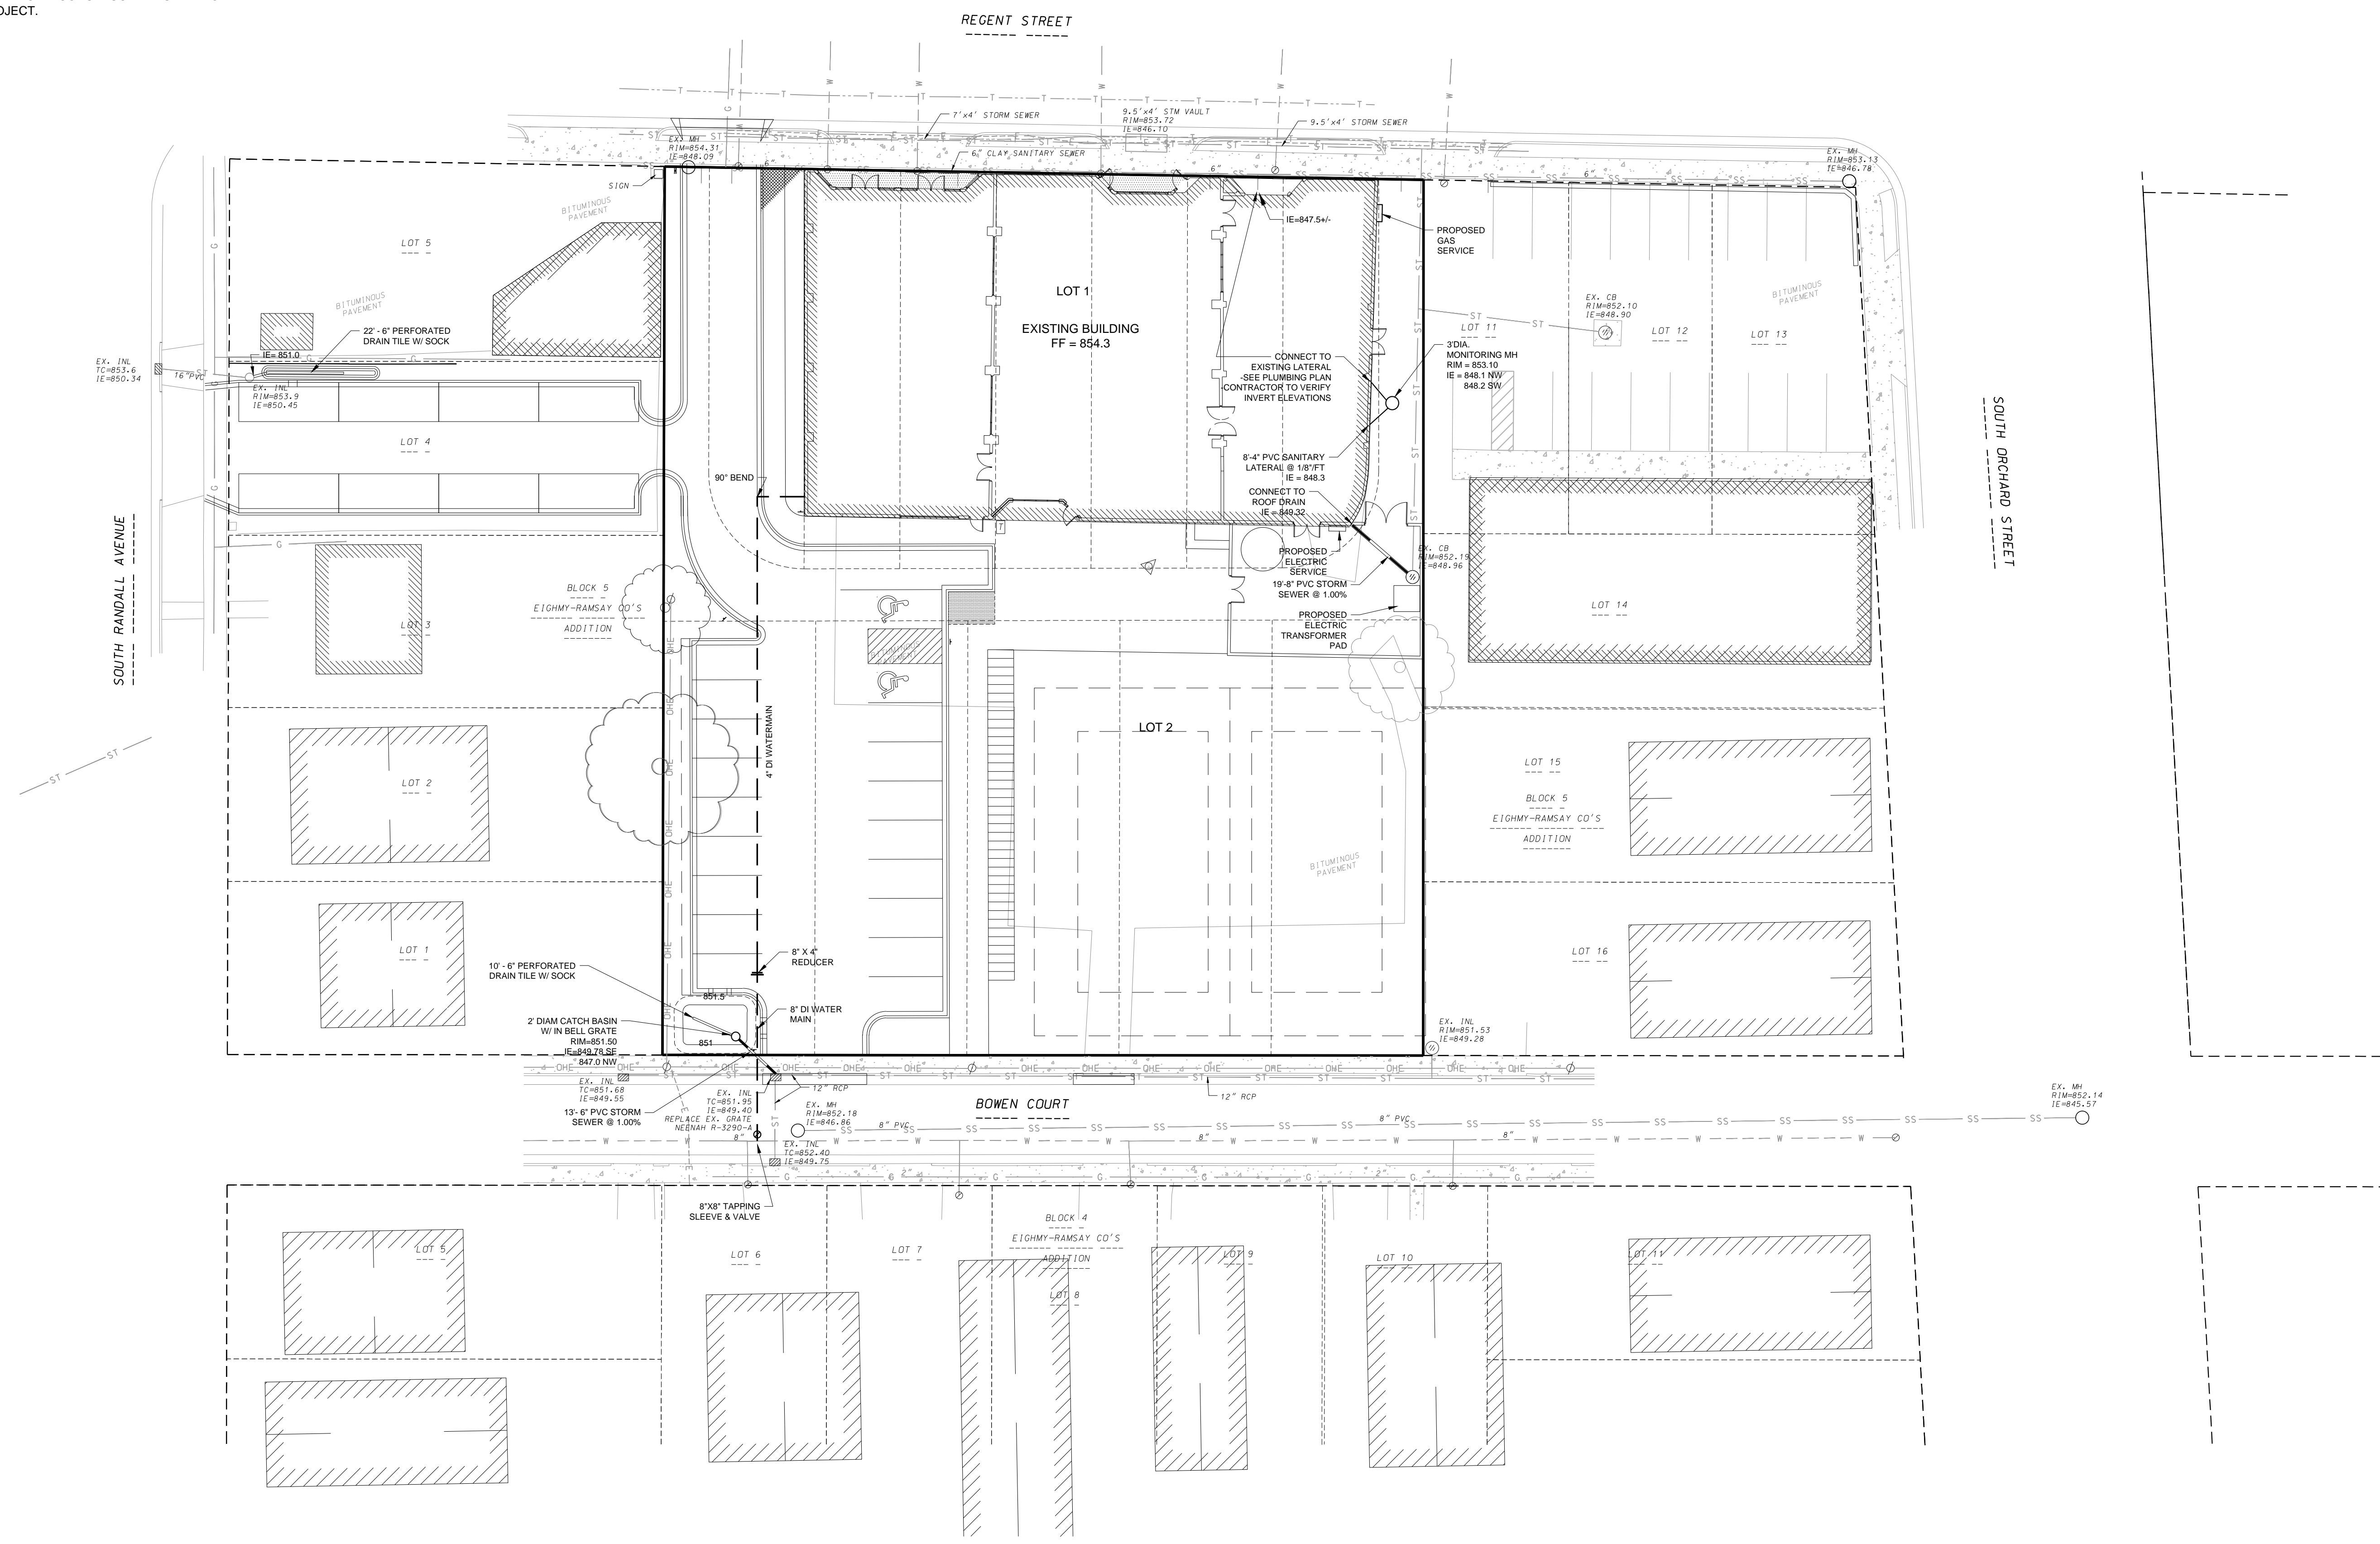 OJECT.
REGENT STREET
7'x4' STORM SEWER
9.5'x4' STM VAULT
RIM=853.72
IE=846.10
9.5'x4' STORM SEWER
EX. MH
RIM=854.31
IE=848.09
6" CLAY SANITARY SEWER
6"
6"
EX. MH
RIM=853.13
IE=846.78
SIGN
BITUMINOUS
PAVEMENT
LOT 5
IE=847.5+/-
PROPOSED
GAS
SERVICE
BITUMINOUS
PAVEMENT
LOT 1
EXISTING BUILDING
FF = 854.3
22' - 6" PERFORATED
DRAIN TILE W/ SOCK
IE= 851.0
EX. INL
TC=853.6
IE=850.34
16"PVC
EX. INL
RIM=853.9
IE=850.45
CONNECT TO
EXISTING LATERAL
-SEE PLUMBING PLAN
-CONTRACTOR TO VERIFY
INVERT ELEVATIONS
3'DIA.
MONITORING MH
RIM = 853.10
IE = 848.1 NW
848.2 SW
EX. CB
RIM=852.10
IE=848.90
BITUMINOUS
PAVEMENT
LOT 11
LOT 12
LOT 13
LOT 4
90° BEND
8'-4" PVC SANITARY
LATERAL @ 1/8"/FT
IE = 848.3
CONNECT TO
ROOF DRAIN
IE = 849.32
SOUTH ORCHARD STREET
SOUTH RANDALL AVENUE
T
PROPOSED
ELECTRIC
SERVICE
EX. CB
RIM=852.19
IE=848.96
19'-8" PVC STORM
SEWER @ 1.00%
PROPOSED
ELECTRIC
TRANSFORMER
PAD
BLOCK 5
EIGHMY-RAMSAY CO'S
ADDITION
LOT 3
LOT 14
BITUMINOUS
PAVEMENT
4" DI WATERMAIN
LOT 2
LOT 2
LOT 15
BLOCK 5
EIGHMY-RAMSAY CO'S
ADDITION
BITUMINOUS
PAVEMENT
LOT 1
LOT 16
8" X 4"
REDUCER
10' - 6" PERFORATED
DRAIN TILE W/ SOCK
851.5
8" DI WATER
MAIN
2' DIAM CATCH BASIN
W/ IN BELL GRATE
RIM=851.50
IE=849.78 SE
847.0 NW
851
EX. INL
RIM=851.53
IE=849.28
EX. INL
TC=851.68
IE=849.55
13'- 6" PVC STORM
SEWER @ 1.00%
EX. INL
TC=851.95
IE=849.40
REPLACE EX. GRATE
NEENAH R-3290-A
12" RCP
EX. MH
RIM=852.18
IE=846.86
BOWEN COURT
12" RCP
EX. MH
RIM=852.14
IE=845.57
8" PVC
8" PVC
8"
8"
8"
EX. INL
TC=852.40
IE=849.75
2"
2"
8"X8" TAPPING
SLEEVE & VALVE
BLOCK 4
EIGHMY-RAMSAY CO'S
ADDITION
LOT 5
LOT 6
LOT 7
LOT 8
LOT 9
LOT 10
LOT 11